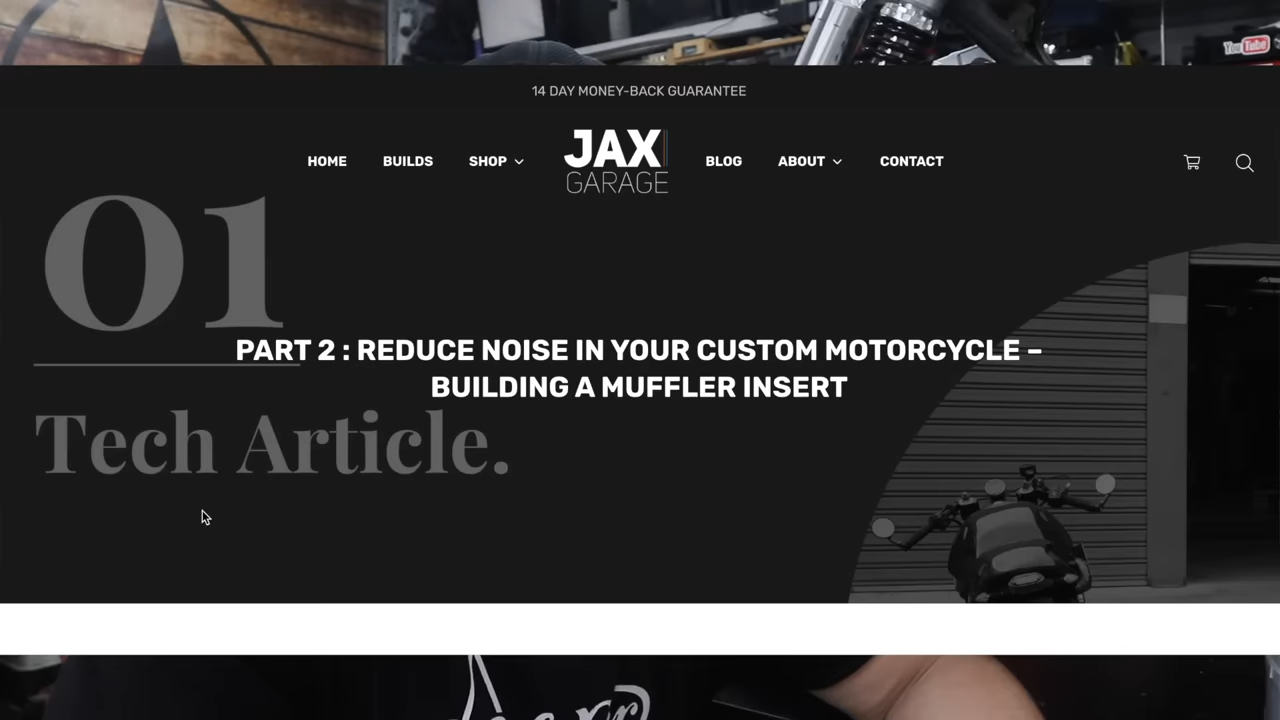 YouTube
14 DAY MONEY-BACK GUARANTEE
HOME BUILDS SHOP JAX GARAGE BLOG ABOUT CONTACT
01
PART 2 : REDUCE NOISE IN YOUR CUSTOM MOTORCYCLE –
BUILDING A MUFFLER INSERT
Tech Article.